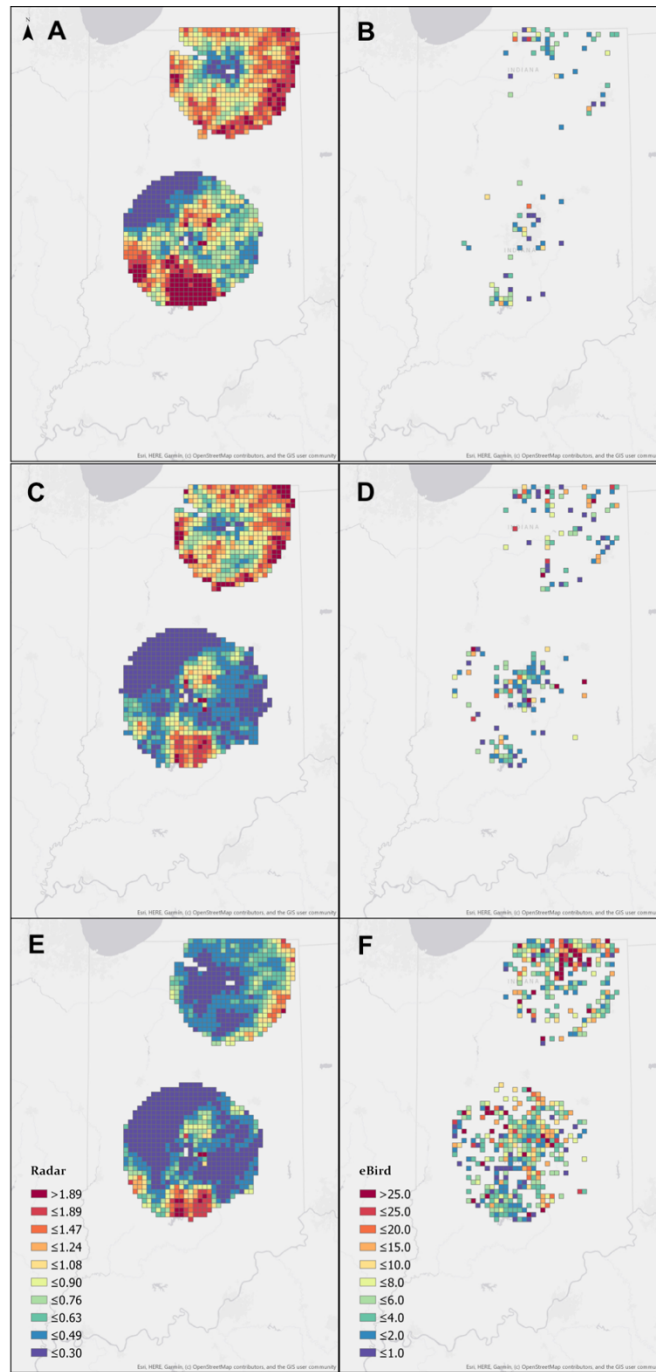 N
A
B
INDIANA
INDIANA
Esri, HERE, Garmin, (c) OpenStreetMap contributors, and the GIS user community
Esri, HERE, Garmin, (c) OpenStreetMap contributors, and the GIS user community
C
D
INDIANA
Esri, HERE, Garmin, (c) OpenStreetMap contributors, and the GIS user community
Esri, HERE, Garmin, (c) OpenStreetMap contributors, and the GIS user community
E
F
INDIANA
Radar
>1.89
≤1.89
≤1.47
≤1.24
≤1.08
≤0.90
≤0.76
≤0.63
≤0.49
≤0.30
eBird
>25.0
≤25.0
≤20.0
≤15.0
≤10.0
≤8.0
≤6.0
≤4.0
≤2.0
≤1.0
Esri, HERE, Garmin, (c) OpenStreetMap contributors, and the GIS user community
Esri, HERE, Garmin, (c) OpenStreetMap contributors, and the GIS user community